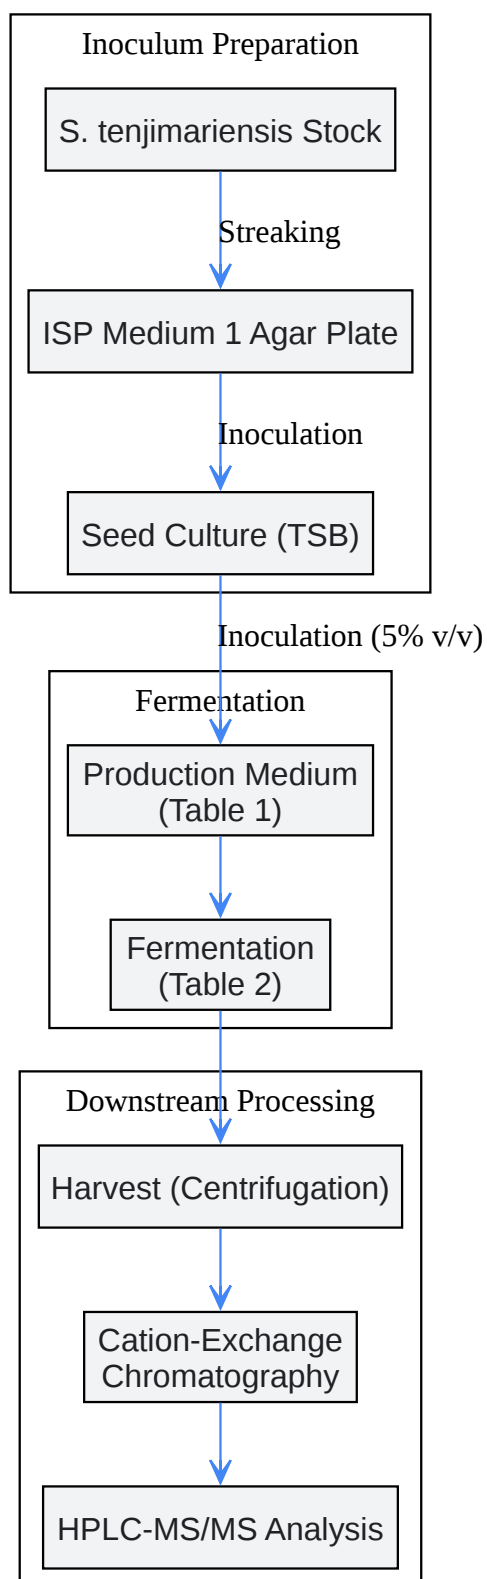 Inoculum Preparation
S. tenjimariensis Stock
Streaking
ISP Medium 1 Agar Plate
Inoculation
Seed Culture (TSB)
Inoculation (5% v/v)
Fermentation
Production Medium
(Table 1)
Fermentation
(Table 2)
Downstream Processing
Harvest (Centrifugation)
Cation-Exchange
Chromatography
HPLC-MS/MS Analysis